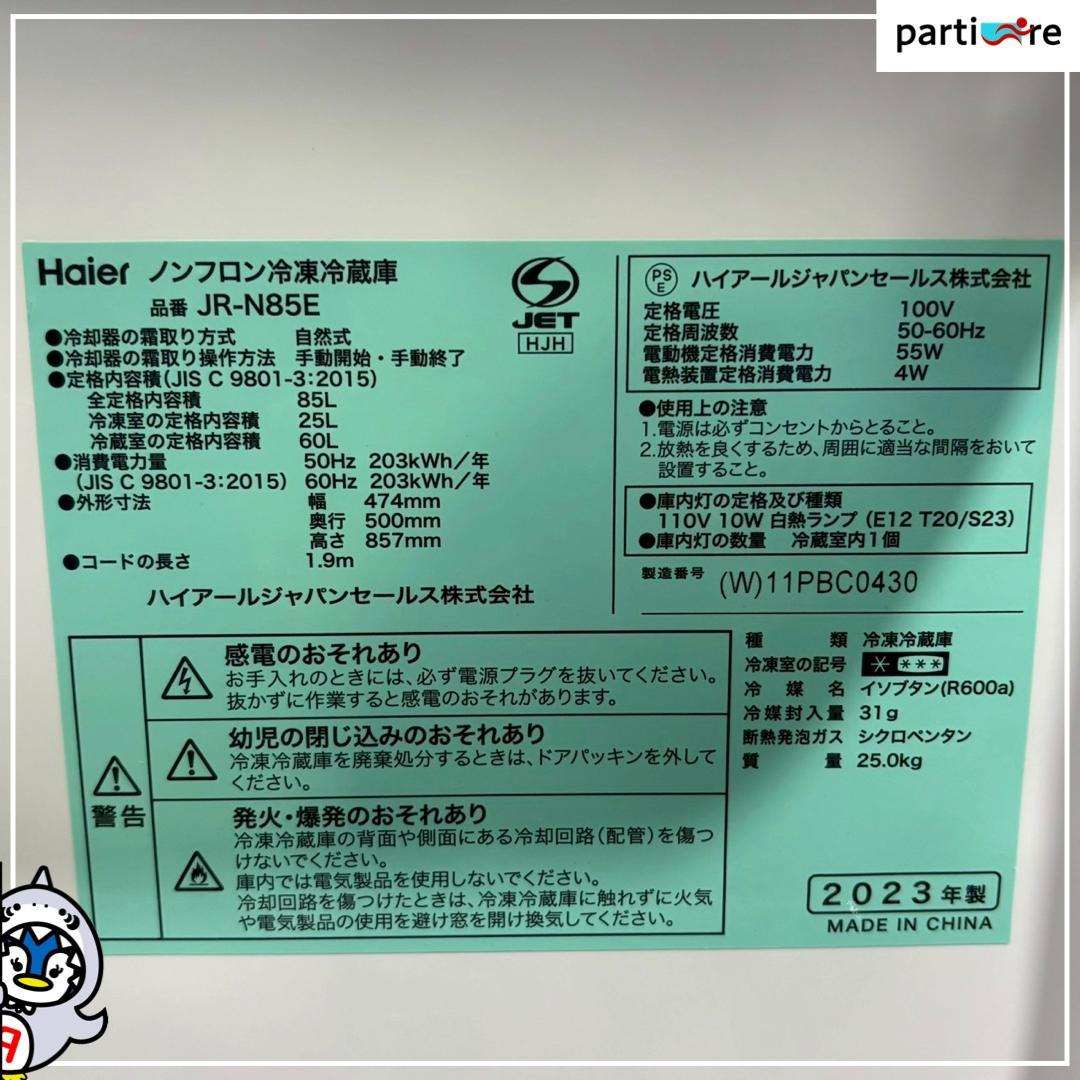 partiore
Haier ノンフロン冷凍冷蔵庫
品番 JR-N85E
●冷却器の霜取り方式 自然式
●冷却器の霜取り操作方法 手動開始・手動終了
●定格内容積(JIS C 9801-3:2015)
全定格内容積 85L
冷凍室の定格内容積 25L
冷蔵室の定格内容積 60L
●消費電力量 50Hz 203kWh/年
(JIS C 9801-3:2015) 60Hz 203kWh/年
●外形寸法 幅 474mm
奥行 500mm
高さ 857mm
●コードの長さ 1.9m
ハイアールジャパンセールス株式会社
JET
HJH
PS
E
ハイアールジャパンセールス株式会社
定格電圧 100V
定格周波数 50-60Hz
電動機定格消費電力 55W
電熱装置定格消費電力 4W
●使用上の注意
1.電源は必ずコンセントからとること。
2.放熱を良くするため、周囲に適当な間隔をおいて
設置すること。
●庫内灯の定格及び種類
110V 10W 白熱ランプ (E12 T20/S23)
●庫内灯の数量 冷蔵室内1個
製造番号 (W)11PBC0430
警告
感電のおそれあり
お手入れのときには、必ず電源プラグを抜いてください。
抜かずに作業すると感電のおそれがあります。
幼児の閉じ込みのおそれあり
冷凍冷蔵庫を廃棄処分するときは、ドアパッキンを外して
ください。
発火・爆発のおそれあり
冷凍冷蔵庫の背面や側面にある冷却回路(配管)を傷つ
けないでください。
庫内では電気製品を使用しないでください。
冷却回路を傷つけたときは、冷凍冷蔵庫に触れずに火気
や電気製品の使用を避け窓を開け換気してください。
種類 冷凍冷蔵庫
冷凍室の記号 * ***
冷媒名 イソブタン(R600a)
冷媒封入量 31g
断熱発泡ガス シクロペンタン
質量 25.0kg
2023年製
MADE IN CHINA